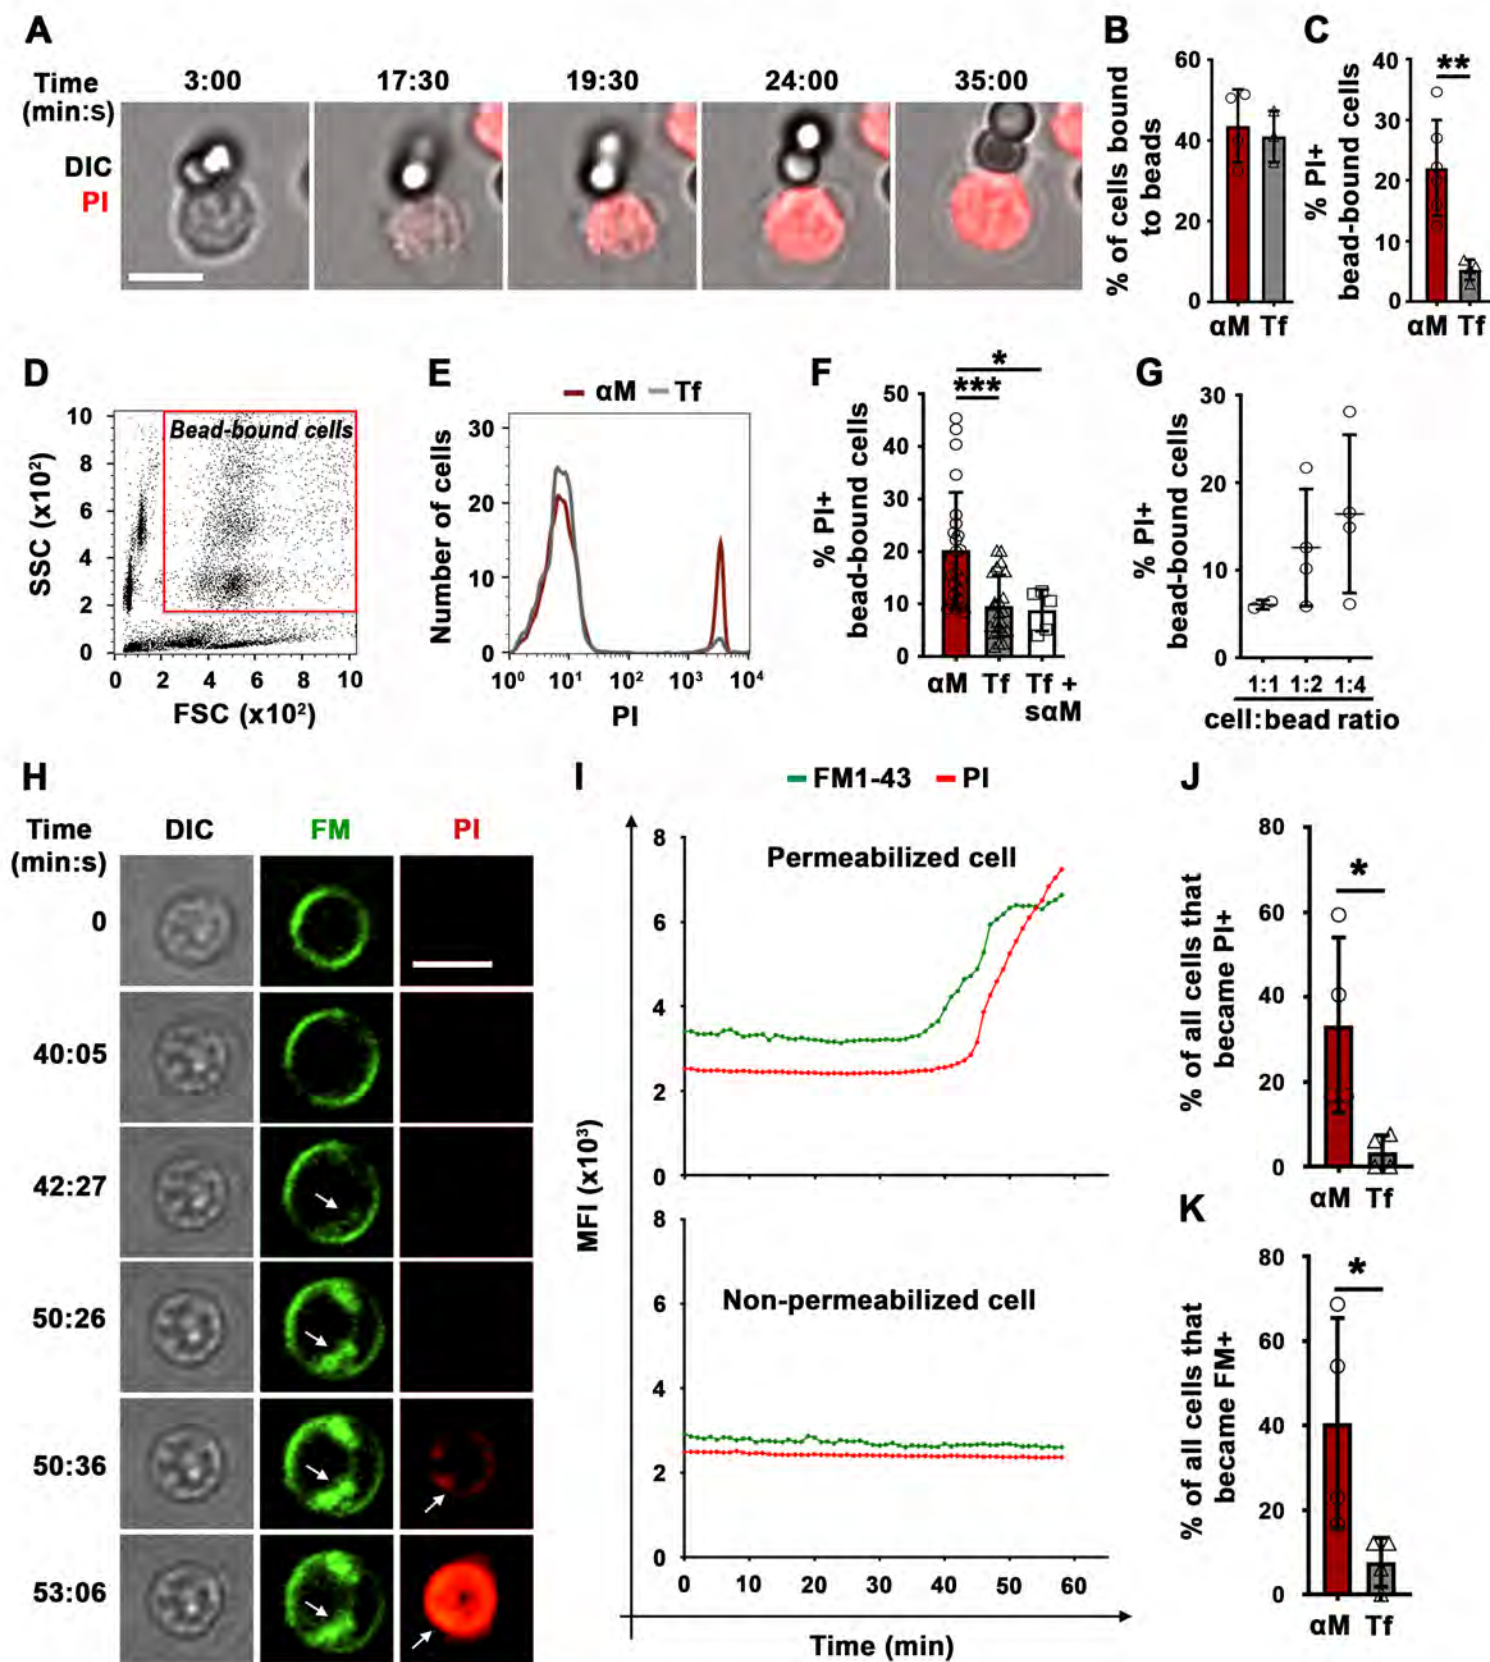 A
Time
(min:s)
3:00
17:30
19:30
24:00
35:00
DIC
PI
B
% of cells bound
to beads
60
40
20
0
αM Tf
C
% PI+
bead-bound cells
40
30
20
10
0
**
αM Tf
D
SSC (x10²)
10
8
6
4
2
0
Bead-bound cells
0 2 4 6 8 10
FSC (x10²)
E
αM Tf
Number of cells
30
20
10
0
10⁰ 10¹ 10² 10³ 10⁴
PI
F
% PI+
bead-bound cells
50
40
30
20
10
0
*
***
αM Tf Tf +
sαM
G
% PI+
bead-bound cells
30
20
10
0
1:1 1:2 1:4
cell:bead ratio
H
Time
(min:s)
DIC
FM
PI
0
40:05
42:27
50:26
50:36
53:06
I
FM1-43 PI
MFI (x10³)
8
6
4
2
0
Permeabilized cell
8
6
4
2
0
Non-permeabilized cell
0 10 20 30 40 50 60
Time (min)
J
% of all cells that
became PI+
80
60
40
20
0
*
αM Tf
K
% of all cells that
became FM+
80
60
40
20
0
*
αM Tf